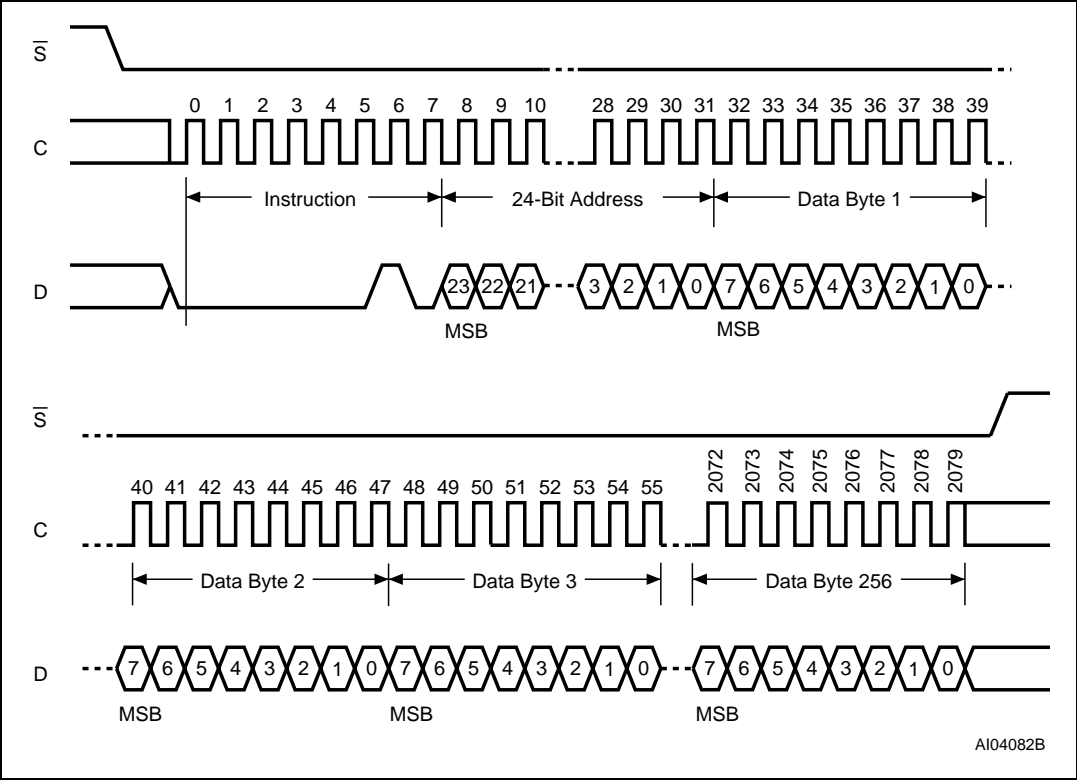 S
0 1 2 3 4 5 6 7 8 9 10 28 29 30 31 32 33 34 35 36 37 38 39
C
Instruction 24-Bit Address Data Byte 1
D 23 22 21 3 2 1 0 7 6 5 4 3 2 1 0
MSB MSB
S
40 41 42 43 44 45 46 47 48 49 50 51 52 53 54 55 2072 2073 2074 2075 2076 2077 2078 2079
C
Data Byte 2 Data Byte 3 Data Byte 256
D 7 6 5 4 3 2 1 0 7 6 5 4 3 2 1 0 7 6 5 4 3 2 1 0
MSB MSB MSB
AI04082B